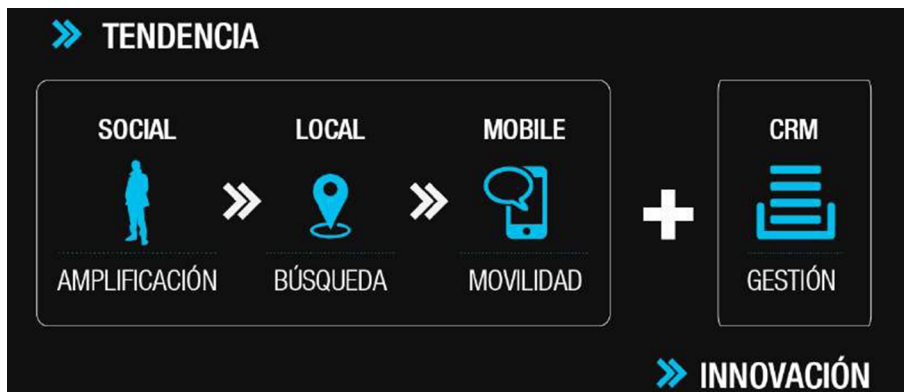 TENDENCIA
SOCIAL
LOCAL
MOBILE
CRM
AMPLIFICACIÓN
BÚSQUEDA
MOVILIDAD
GESTIÓN
INNOVACIÓN